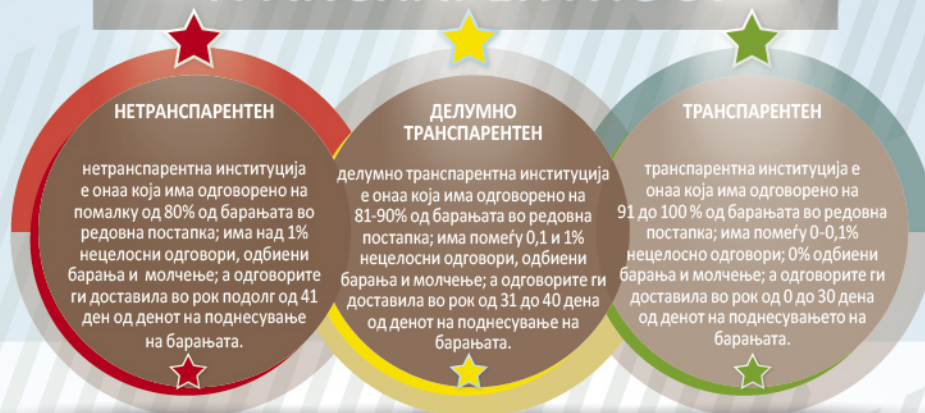 НЕТРАНСПАРЕНТЕН
нетранспарентна институција
е онаа која има одговорено на
помалку од 80% од барањата во
редовна постапка; има над 1%
нецелосни одговори, одбиени
барања и молчење; а одговорите
ги доставила во рок подолг од 41
ден од денот на поднесување
на барањата.
ДЕЛУМНО
ТРАНСПАРЕНТЕН
делумно транспарентна институција
е онаа која има одговорено на
81-90% од барањата во редовна
постапка; има помеѓу 0,1 и 1%
нецелосни одговори, одбиени
барања и молчење; а одговорите ги
доставила во рок од 31 до 40 дена
од денот на поднесување на
барањата.
ТРАНСПАРЕНТЕН
транспарентна институција е
онаа која има одговорено на
91 до 100 % од барањата во редовна
постапка; има помеѓу 0-0,1%
нецелосно одговори; 0% одбиени
барања и молчење; а одговорите ги
доставила во рок од 0 до 30 дена
од денот на поднесувањето на
барањата.